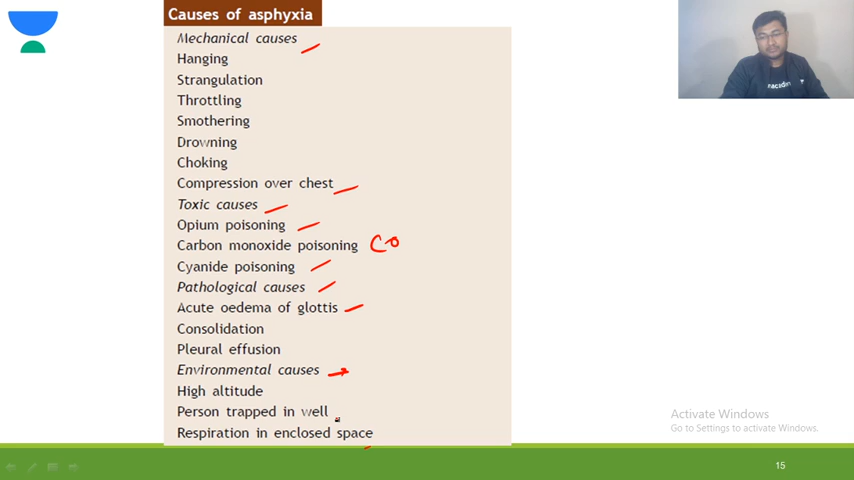 Causes of asphyxia
Mechanical causes
Hanging
Strangulation
Throttling
Smothering
Drowning
Choking
Compression over chest
Toxic causes
Opium poisoning
Carbon monoxide poisoning CO
Cyanide poisoning
Pathological causes
Acute oedema of glottis
Consolidation
Pleural effusion
Environmental causes
High altitude
Person trapped in well
Respiration in enclosed space
Activate Windows
Go to Settings to activate Windows.
15